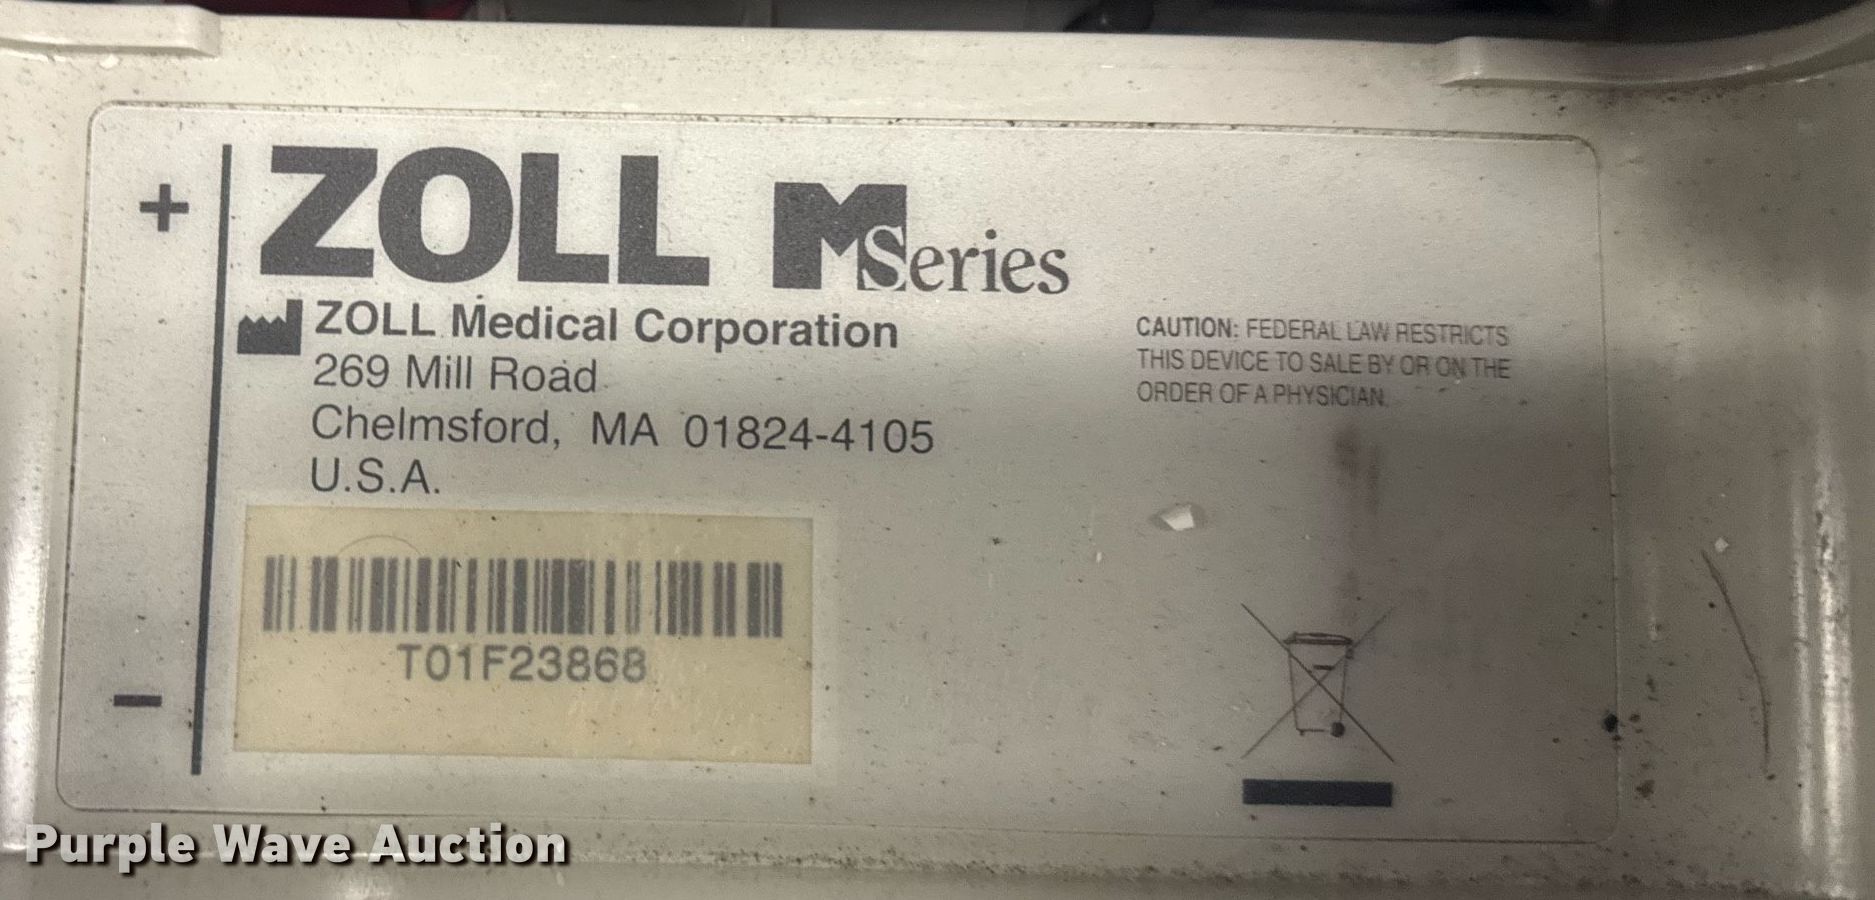 +
ZOLL M Series
ZOLL Medical Corporation
269 Mill Road
Chelmsford, MA 01824-4105
U.S.A.
CAUTION: FEDERAL LAW RESTRICTS
THIS DEVICE TO SALE BY OR ON THE
ORDER OF A PHYSICIAN.
T01F23868
−
Purple Wave Auction